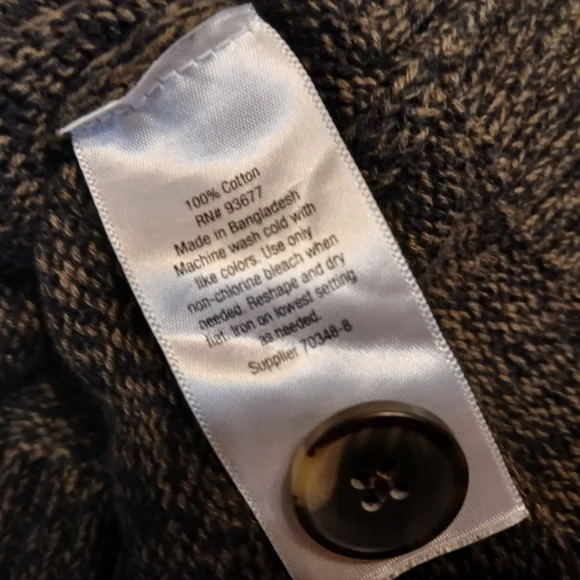 100% Cotton
RN# 93677
Made in Bangladesh
Machine wash cold with
like colors. Use only
non-chlorine bleach when
needed. Reshape and dry
flat. Iron on lowest setting
as needed.
Supplier 70348-8